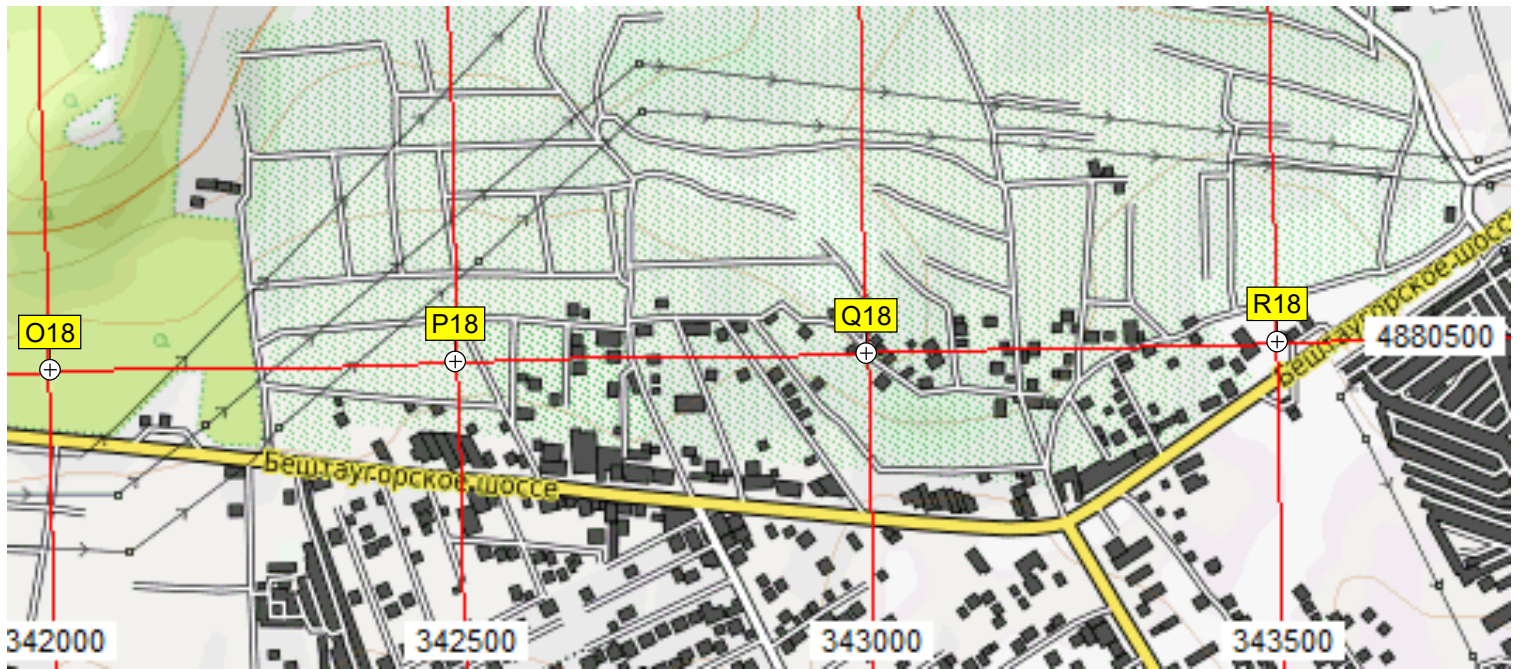 O18
P18
Q18
R18
4880500
Бештаугорское шоссе
Бештаугорское шоссе
342000
342500
343000
343500